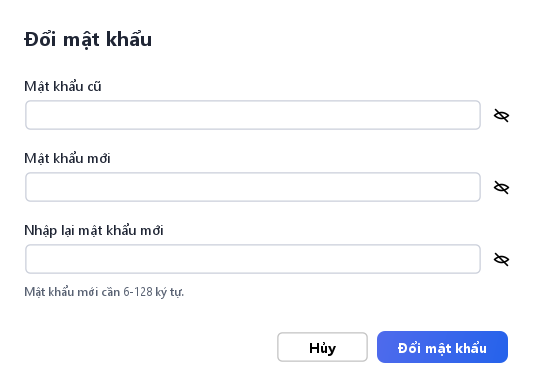 Đổi mật khẩu
Mật khẩu cũ
Mật khẩu mới
Nhập lại mật khẩu mới
Mật khẩu mới cần 6-128 ký tự.
Hủy
Đổi mật khẩu